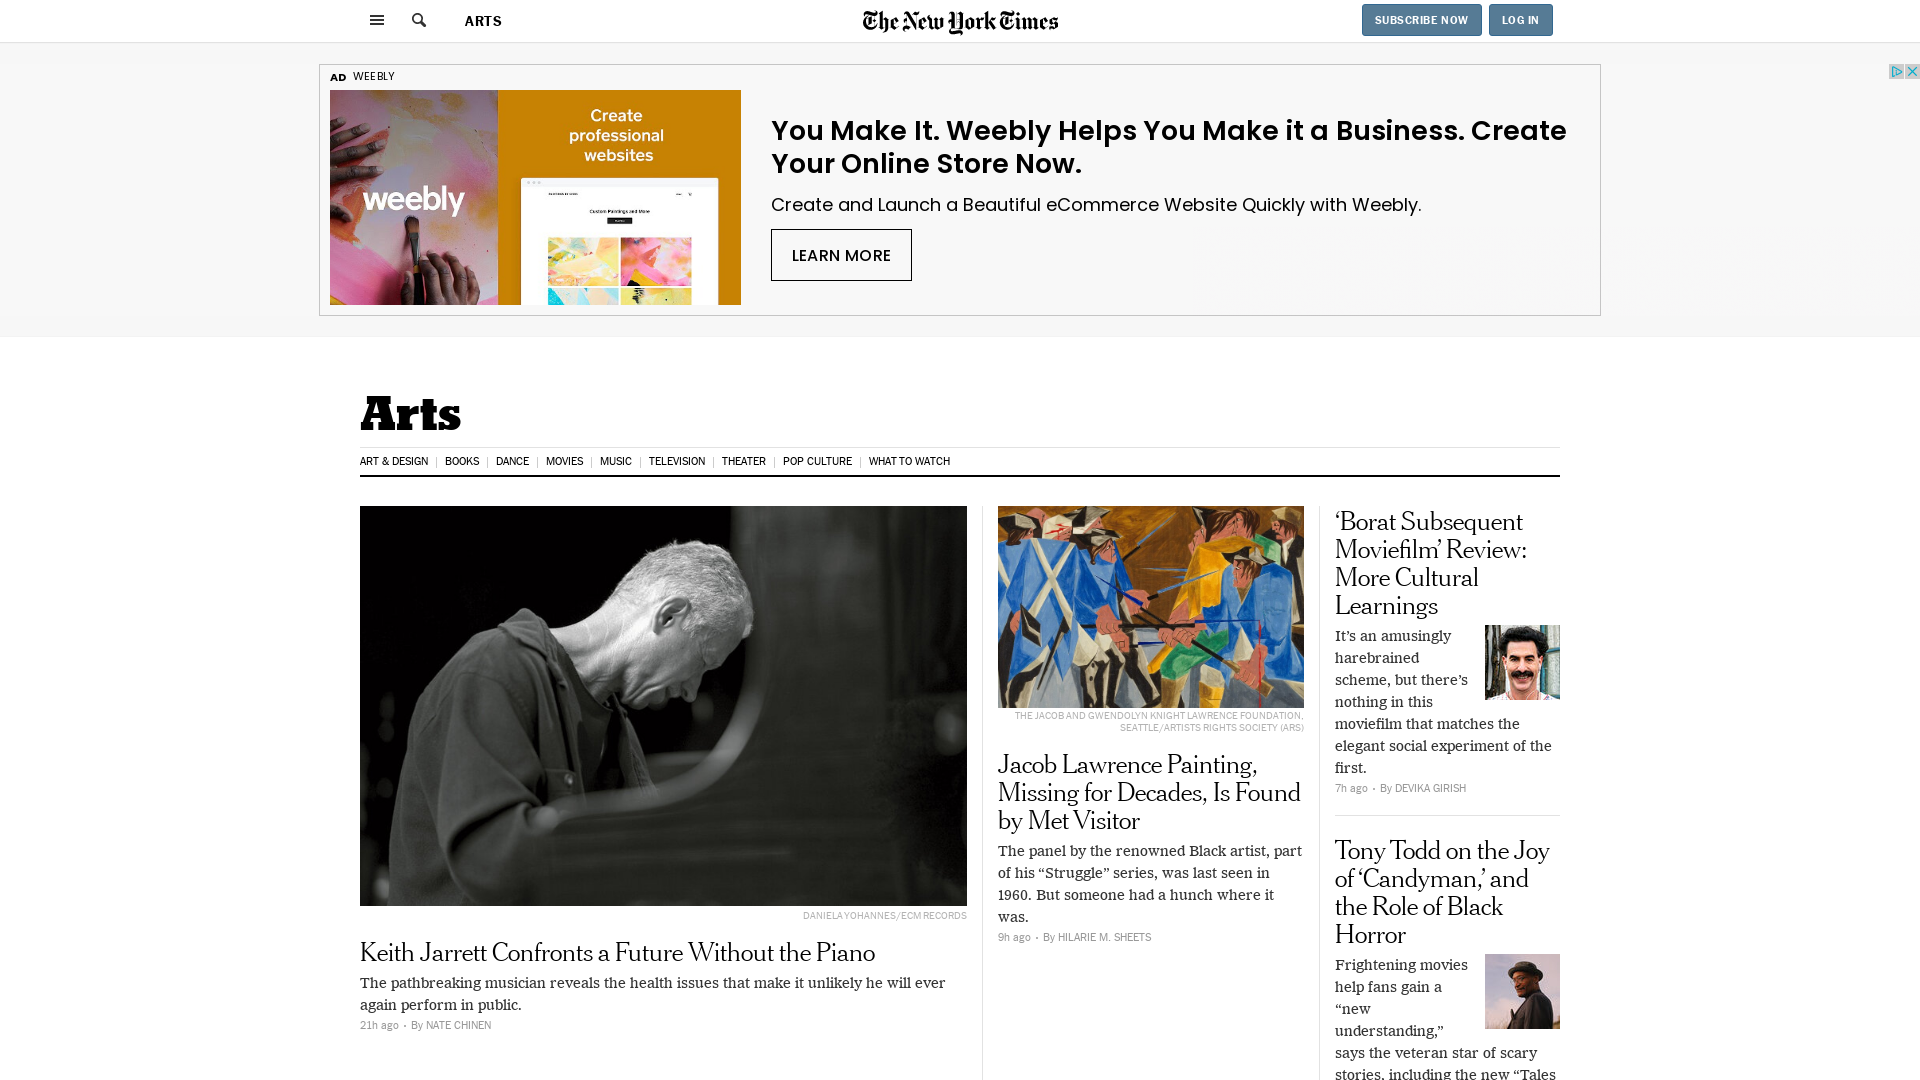 ARTS
The New York Times
SUBSCRIBE NOW
LOG IN
AD WEEBLY
weebly
Create
professional
websites
Custom Paintings and More
You Make It. Weebly Helps You Make it a Business. Create
Your Online Store Now.
Create and Launch a Beautiful eCommerce Website Quickly with Weebly.
LEARN MORE
Arts
ART & DESIGN
BOOKS
DANCE
MOVIES
MUSIC
TELEVISION
THEATER
POP CULTURE
WHAT TO WATCH
DANIELA YOHANNES/ECM RECORDS
Keith Jarrett Confronts a Future Without the Piano
The pathbreaking musician reveals the health issues that make it unlikely he will ever
again perform in public.
21h ago · By NATE CHINEN
THE JACOB AND GWENDOLYN KNIGHT LAWRENCE FOUNDATION,
SEATTLE/ARTISTS RIGHTS SOCIETY (ARS)
Jacob Lawrence Painting,
Missing for Decades, Is Found
by Met Visitor
The panel by the renowned Black artist, part
of his “Struggle” series, was last seen in
1960. But someone had a hunch where it
was.
9h ago · By HILARIE M. SHEETS
‘Borat Subsequent
Moviefilm’ Review:
More Cultural
Learnings
It’s an amusingly
harebrained
scheme, but there’s
nothing in this
moviefilm that matches the
elegant social experiment of the
first.
7h ago · By DEVIKA GIRISH
Tony Todd on the Joy
of ‘Candyman,’ and
the Role of Black
Horror
Frightening movies
help fans gain a
“new
understanding,”
says the veteran star of scary
stories, including the new “Tales